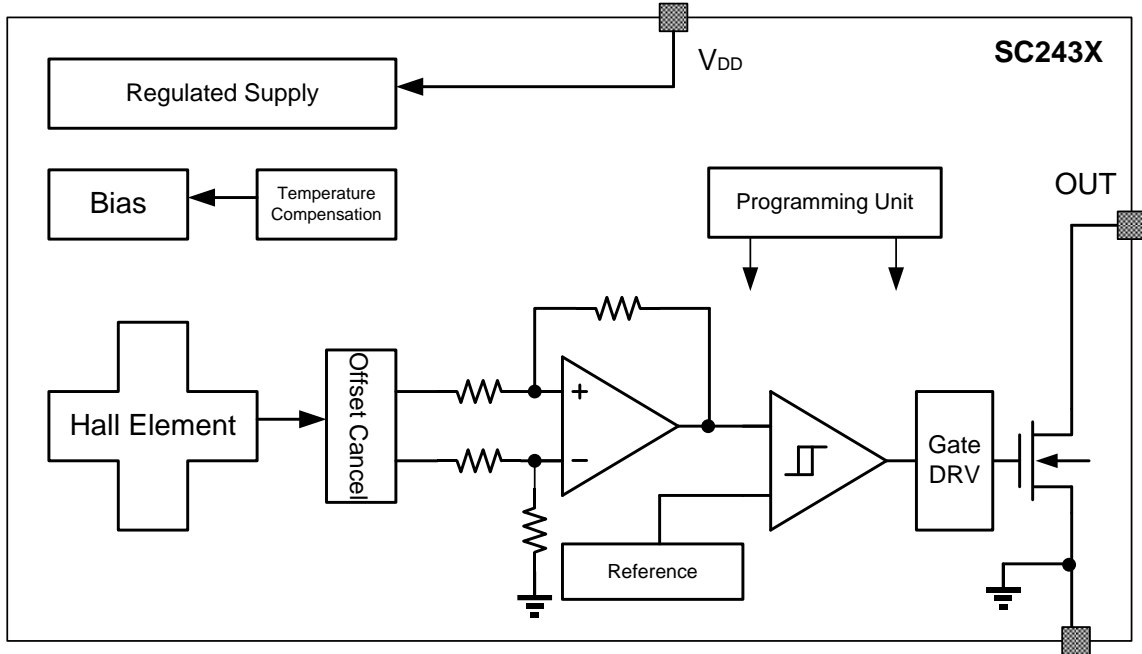 SC243X
VDD
Regulated Supply
Bias
Temperature
Compensation
Programming Unit
OUT
Hall Element
Offset Cancel
+
−
Gate
DRV
Reference